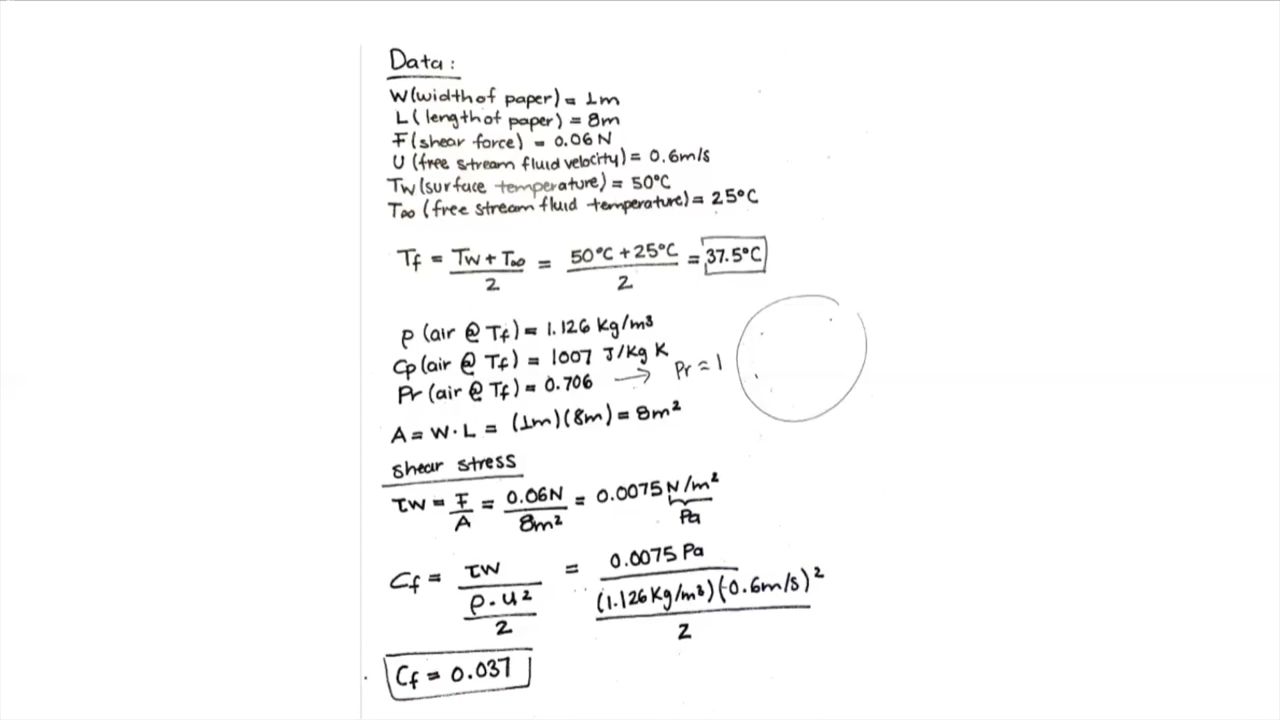 Data:
W(width of paper) = 1m
L(length of paper) = 8m
F(shear force) = 0.06 N
U (free stream fluid velocity) = 0.6m/s
Tw (surface temperature) = 50°C
T∞ (free stream fluid temperature) = 25°C
Tf = Tw + T∞ / 2 = 50°C + 25°C / 2 = 37.5°C
ρ (air @ Tf) = 1.126 Kg/m³
Cp (air @ Tf) = 1007 J/Kg K
Pr (air @ Tf) = 0.706 → Pr ≈ 1
A = W · L = (1m)(8m) = 8m²
shear stress
τw = F / A = 0.06N / 8m² = 0.0075 N/m²
Pa
Cf = τw / ρ · U² / 2 = 0.0075 Pa / (1.126 Kg/m³)(0.6m/s)² / 2
Cf = 0.037